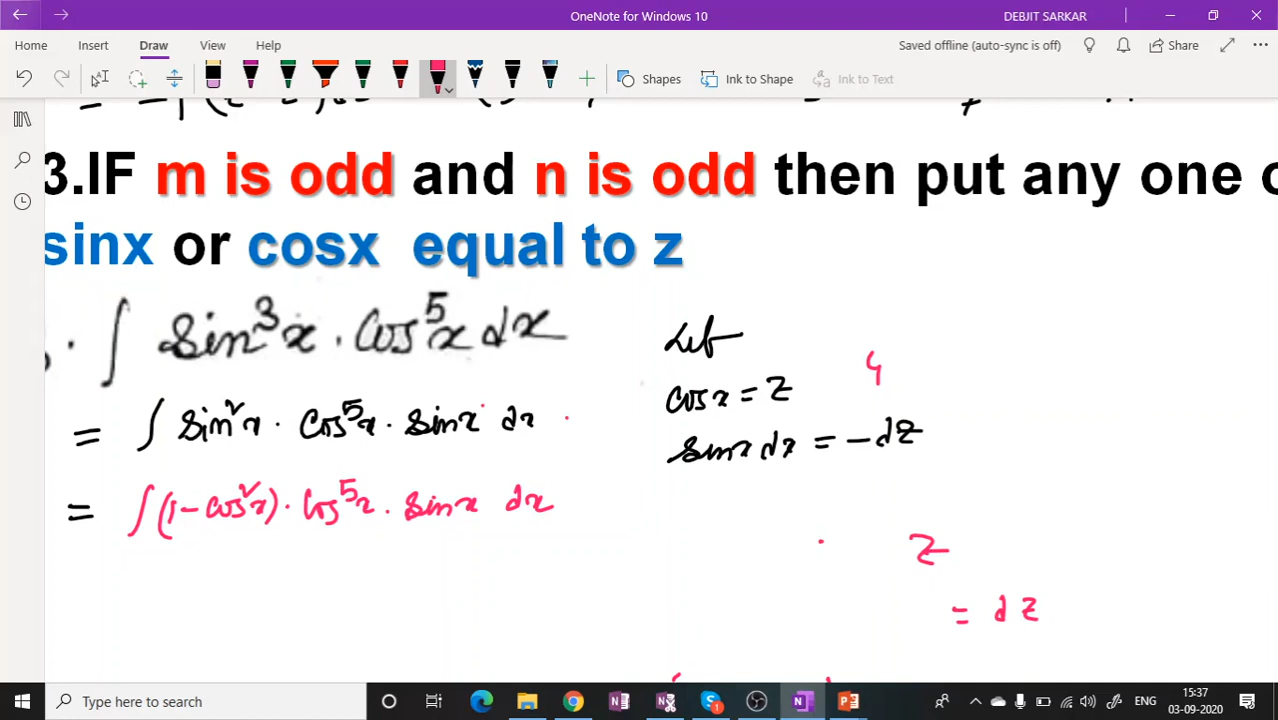 OneNote for Windows 10
DEBJIT SARKAR
Home Insert Draw View Help
Saved offline (auto-sync is off)
Share
Shapes
Ink to Shape
Ink to Text
3.IF m is odd and n is odd then put any one o
sinx or cosx equal to z
∫ sin³x . cos⁵x dx
Let
cosx = z
4
= ∫ sin²x . cos⁵x . sinx dx
sinx dx = -dz
= ∫(1-cos²x) . cos⁵x . sinx dx
z
= dz
Type here to search
ENG
15:37
03-09-2020